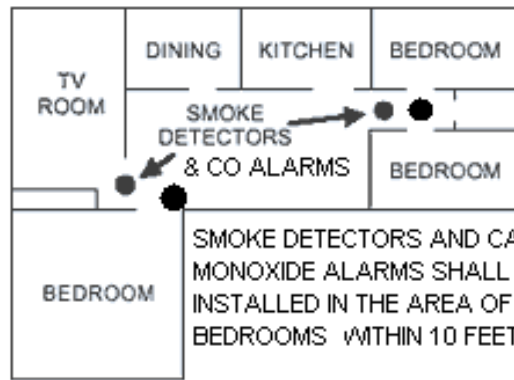 DINING
KITCHEN
BEDROOM
TV
ROOM
SMOKE
DETECTORS
& CO ALARMS
BEDROOM
BEDROOM
SMOKE DETECTORS AND CA
MONOXIDE ALARMS SHALL
INSTALLED IN THE AREA OF
BEDROOMS WITHIN 10 FEET